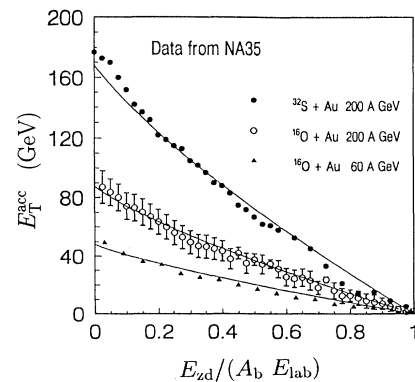 Data from NA35
³²S + Au 200 A GeV
¹⁶O + Au 200 A GeV
¹⁶O + Au 60 A GeV
E_T^acc (GeV)
200
160
120
80
40
0
0 0.2 0.4 0.6 0.8 1
E_zd/(A_b E_lab)